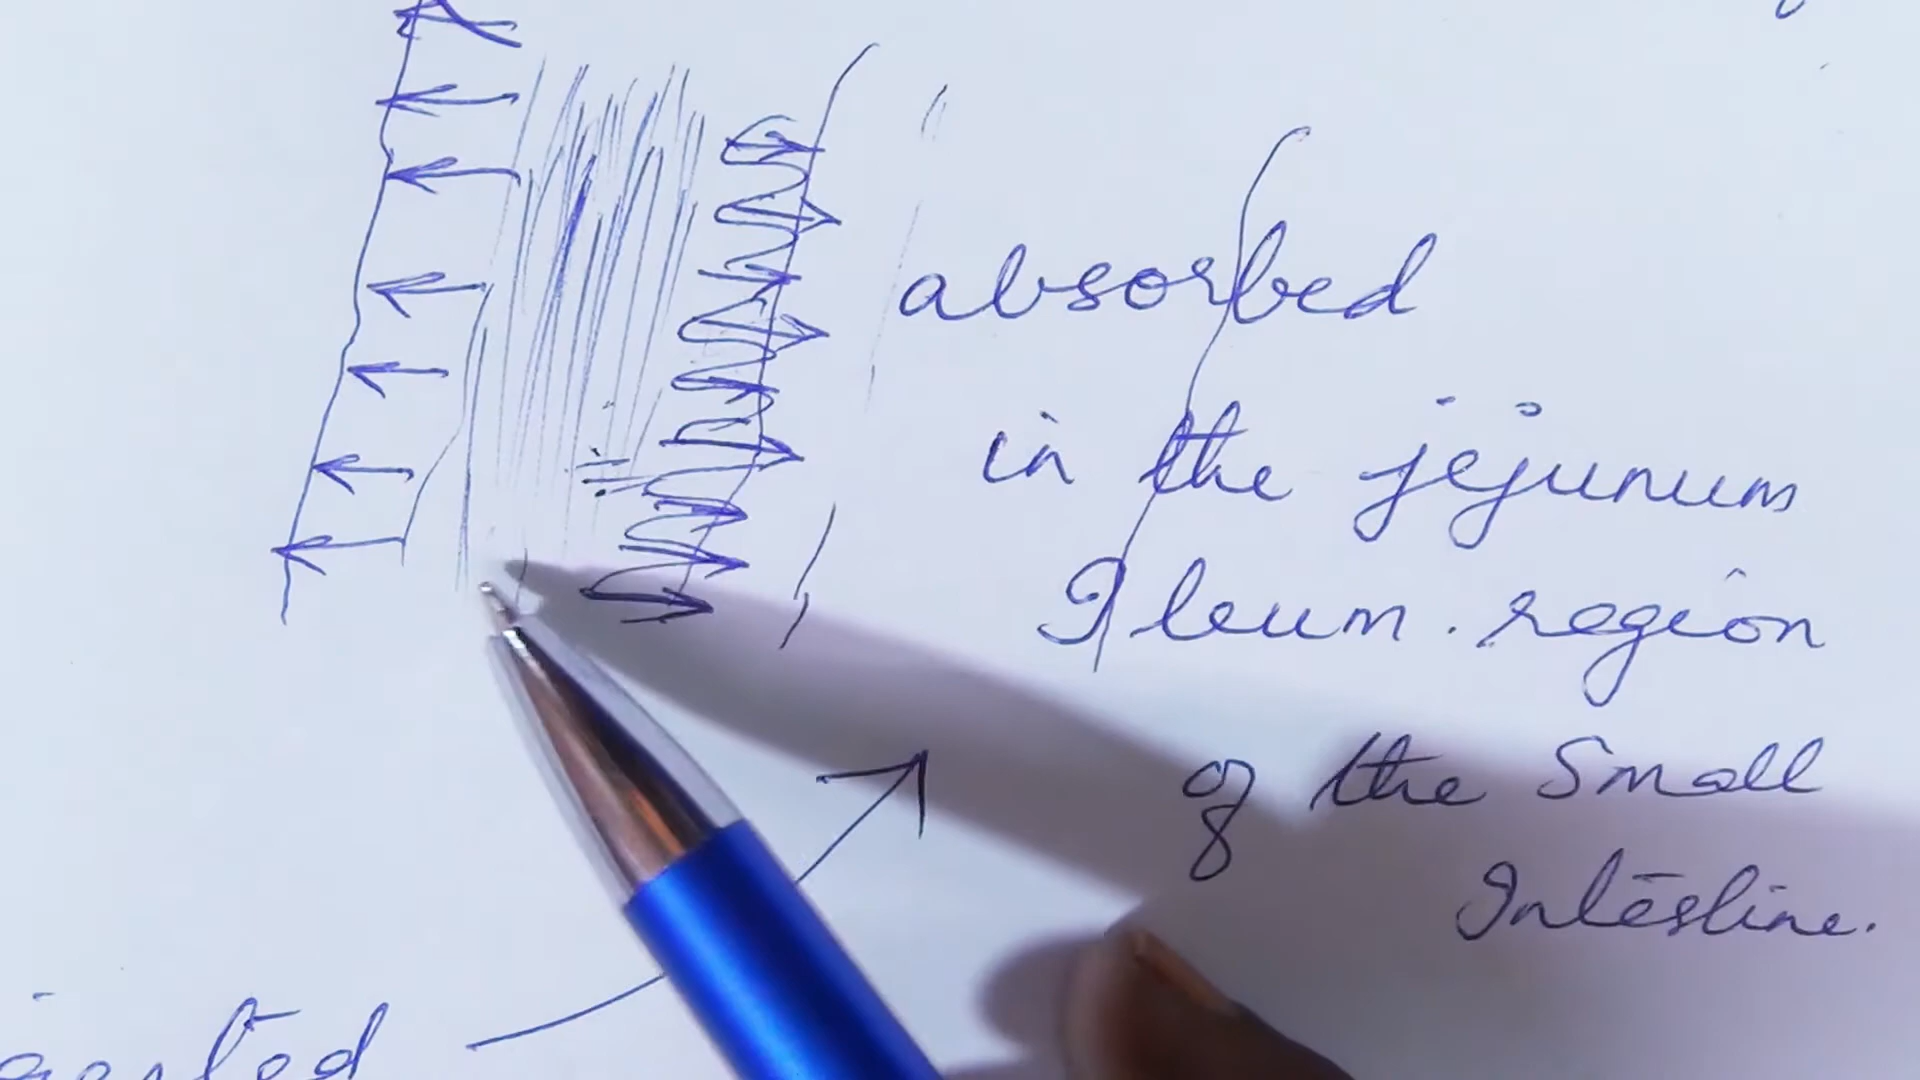 absorbed
in the jejunum
Ileum. region
of the Small
Intestine.